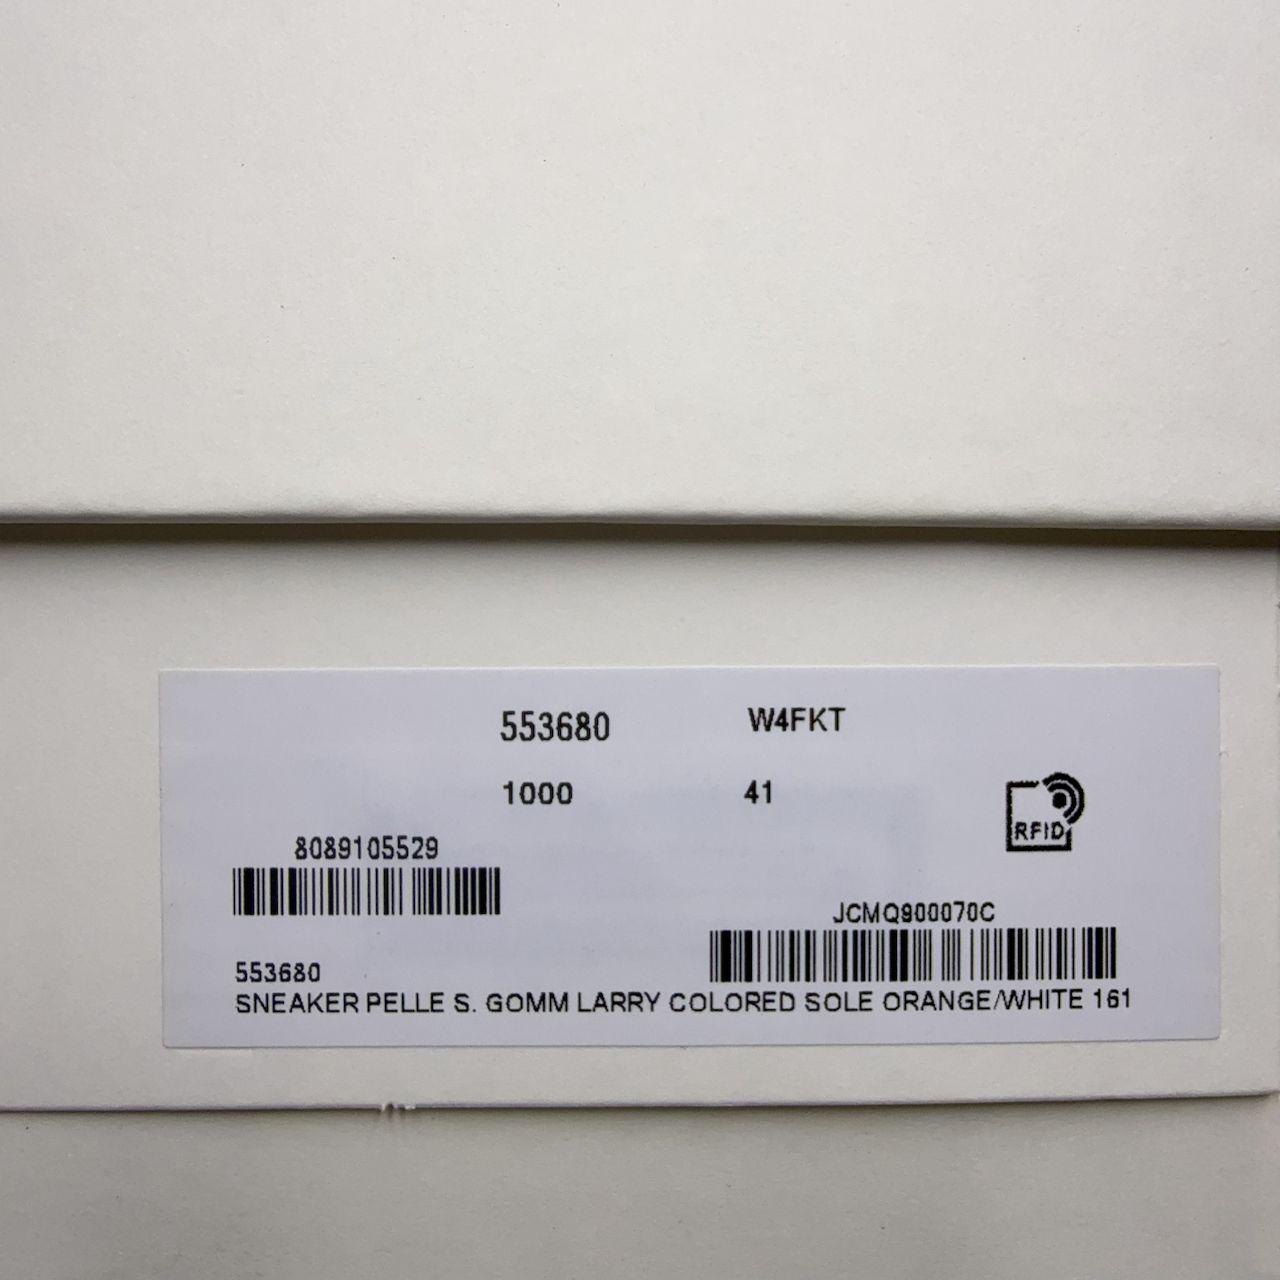 553680 W4FKT
1000 41
RFID
8089105529
JCMQ900070C
553680
SNEAKER PELLE S. GOMM LARRY COLORED SOLE ORANGE/WHITE 161